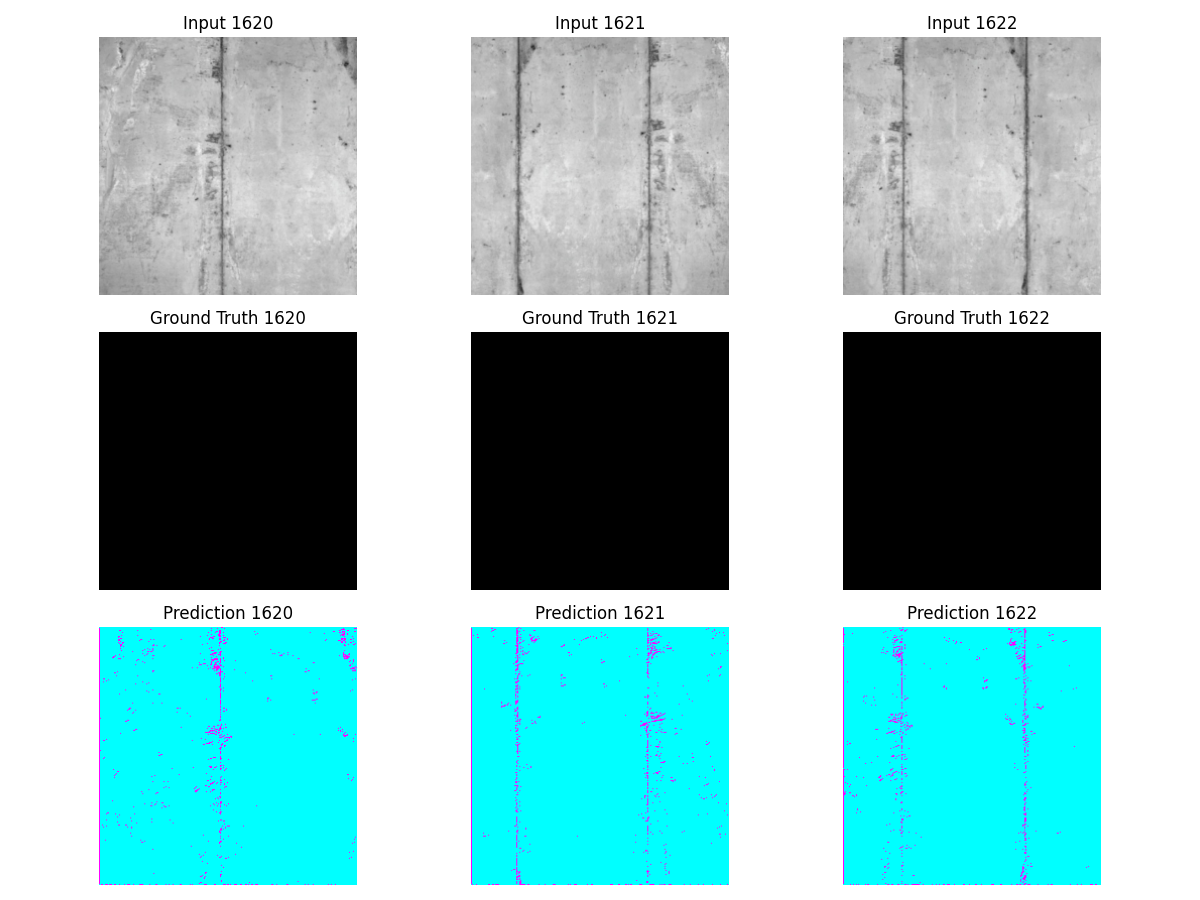 Input 1620
Input 1621
Input 1622
Ground Truth 1620
Ground Truth 1621
Ground Truth 1622
Prediction 1620
Prediction 1621
Prediction 1622